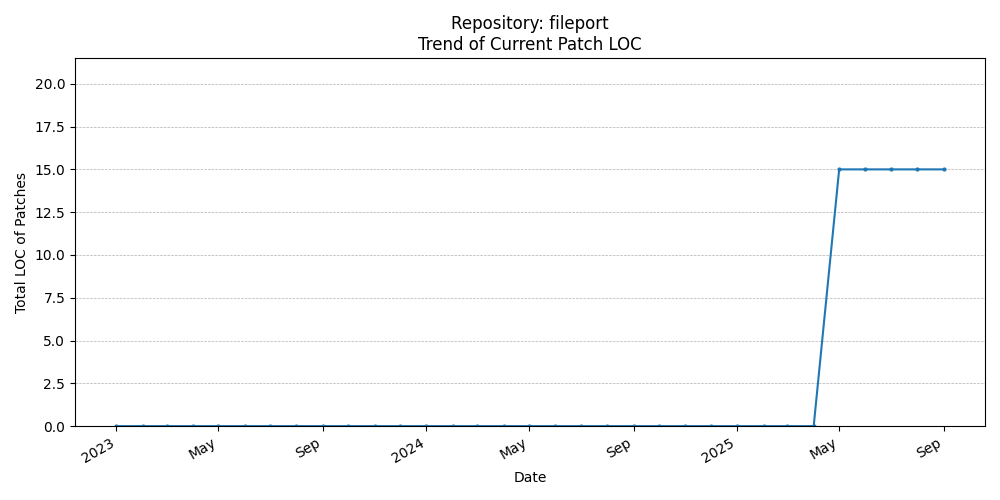 Repository: fileport
Trend of Current Patch LOC
Total LOC of Patches
20.0
17.5
15.0
12.5
10.0
7.5
5.0
2.5
0.0
2023
May
Sep
2024
May
Sep
2025
May
Sep
Date